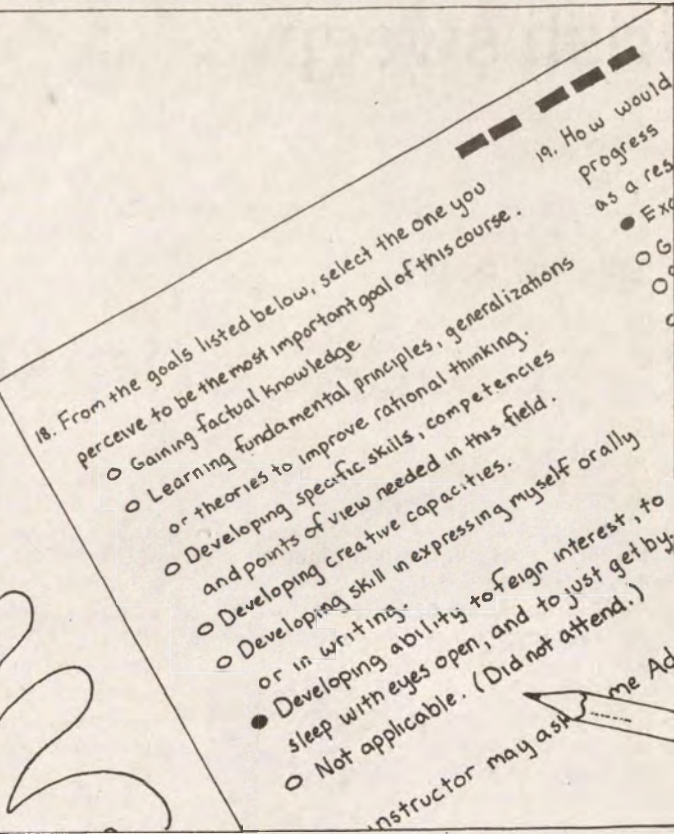 18. From the goals listed below, select the one you
perceive to be the most important goal of this course.
Gaining factual knowledge
Learning fundamental principles, generalizations
or theories to improve rational thinking.
Developing specific skills, competencies
and points of view needed in this field.
Developing creative capacities.
Developing skill in expressing myself orally
or in writing.
Developing ability to feign interest, to
sleep with eyes open, and to just get by.
Not applicable. (Did not attend.)
19. How would
progress
as a res
Exc
G
instructor may ask
me Ad